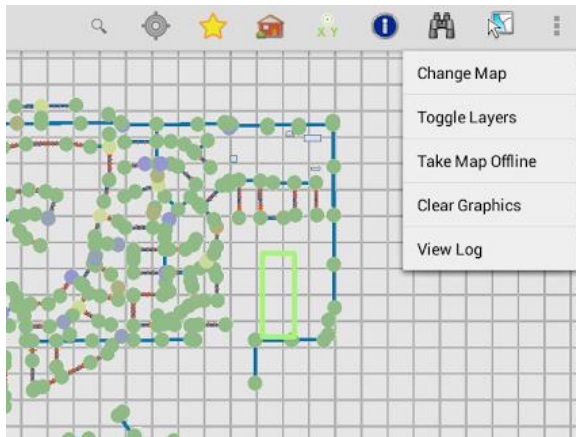 X Y
Change Map
Toggle Layers
Take Map Offline
Clear Graphics
View Log